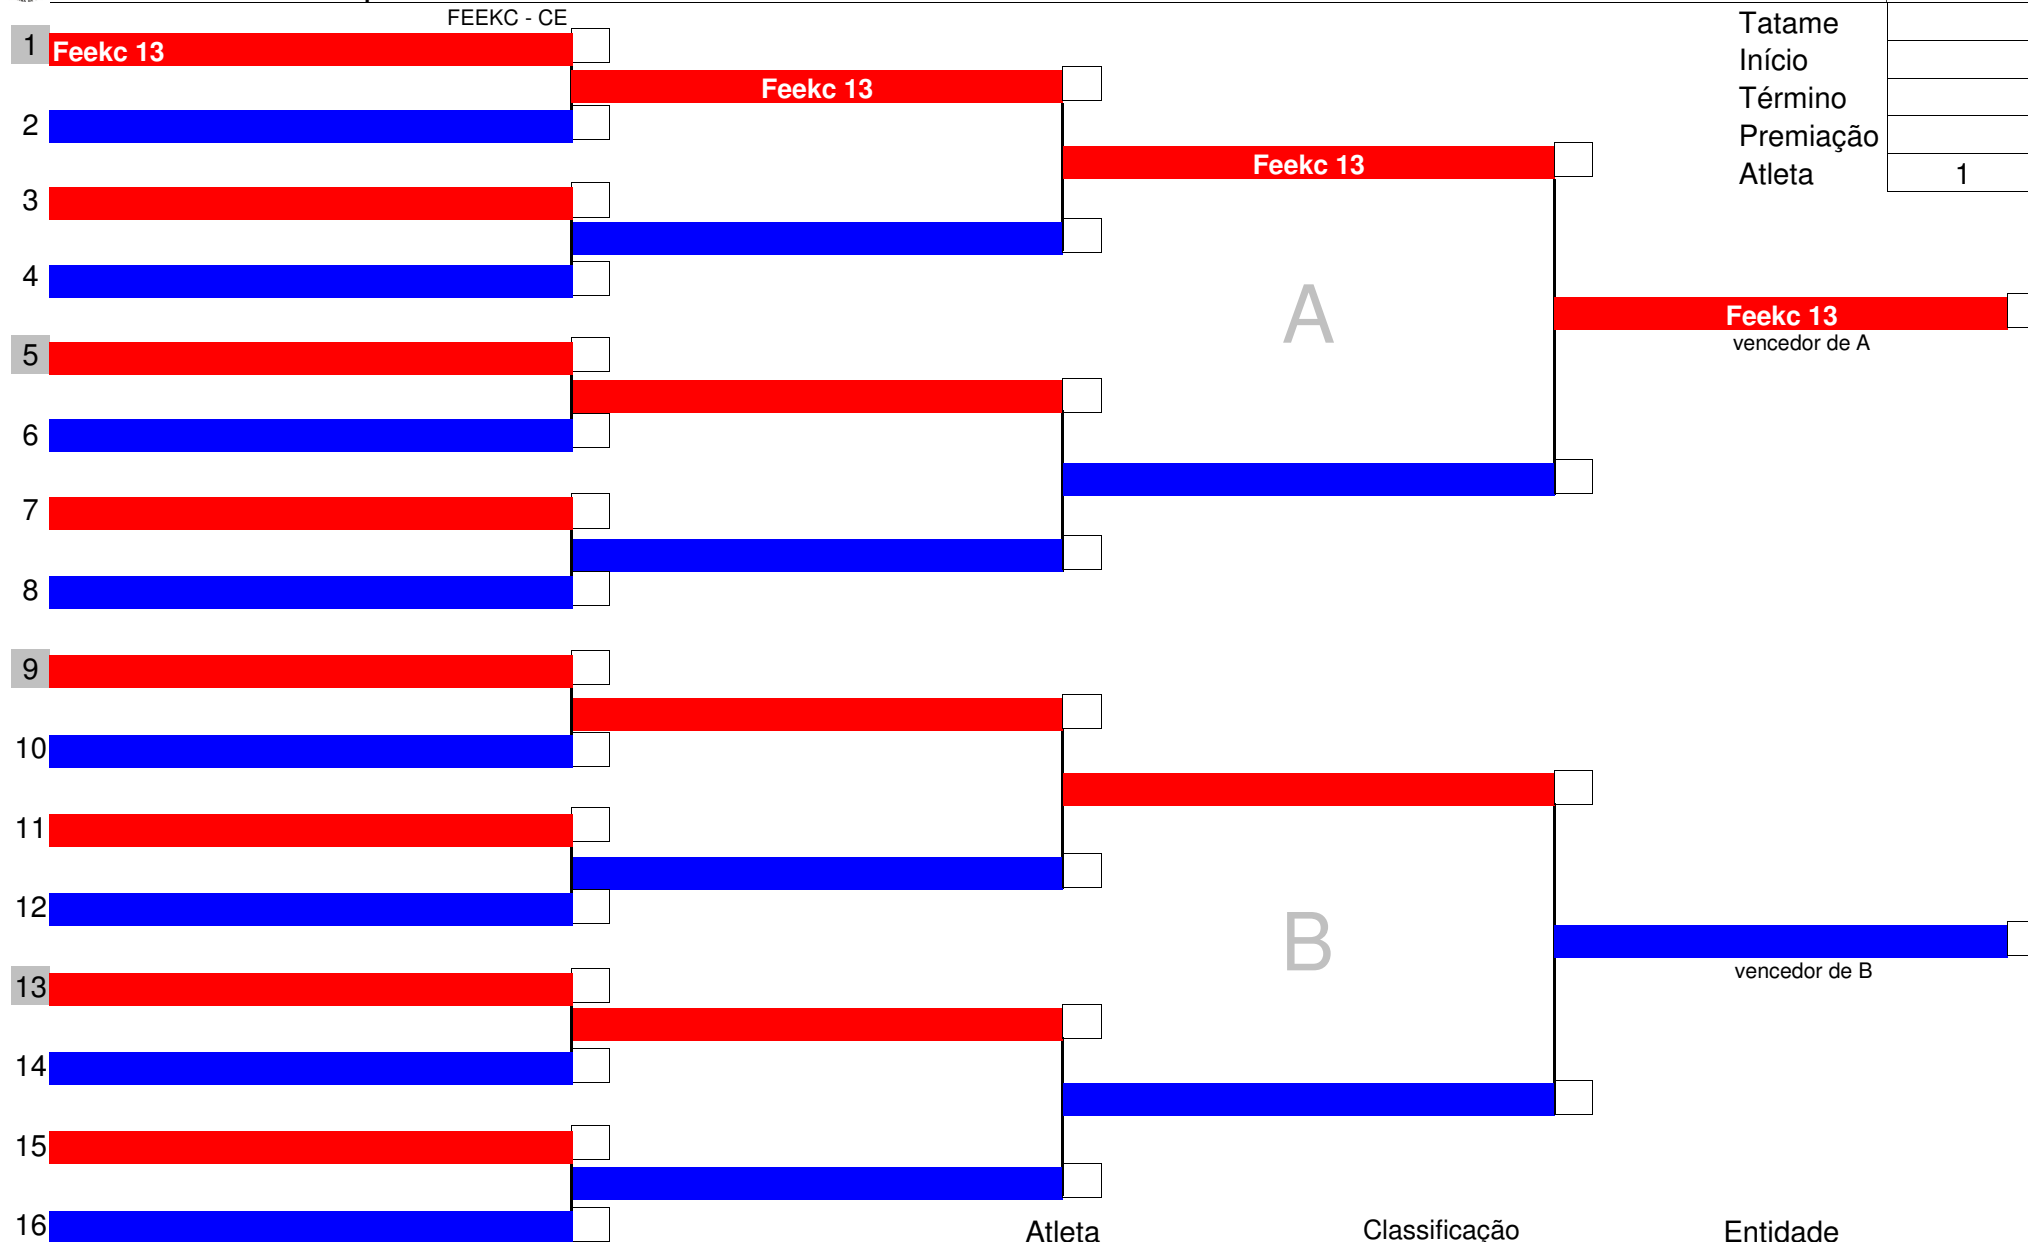 FEEKC - CE
Tatame
1 Feekc 13
Início
Feekc 13
Término
2
Premiação
Feekc 13
Atleta 1
3
4
A
Feekc 13
vencedor de A
5
6
7
8
9
10
11
12
B
vencedor de B
13
14
15
16
Atleta Classificação Entidade